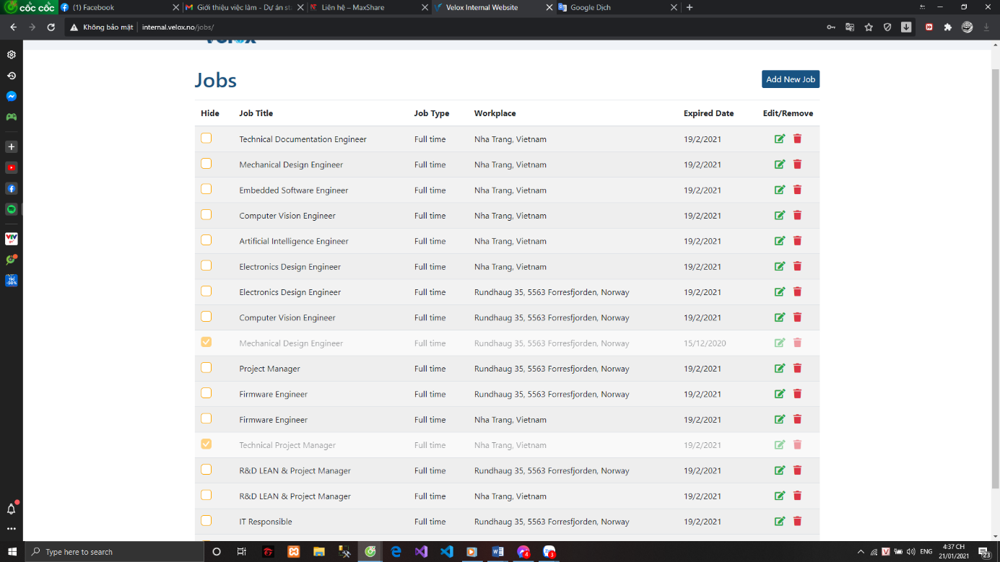 cốc cốc
(1) Facebook
Giới thiệu việc làm - Dự án st
Liên hệ – MaxShare
Velox Internal Website
Google Dịch
Không bảo mật
internal.velox.no/jobs/
velox
Jobs
Add New Job
Hide Job Title Job Type Workplace Expired Date Edit/Remove
Technical Documentation Engineer Full time Nha Trang, Vietnam 19/2/2021
Mechanical Design Engineer Full time Nha Trang, Vietnam 19/2/2021
Embedded Software Engineer Full time Nha Trang, Vietnam 19/2/2021
Computer Vision Engineer Full time Nha Trang, Vietnam 19/2/2021
Artificial Intelligence Engineer Full time Nha Trang, Vietnam 19/2/2021
Electronics Design Engineer Full time Nha Trang, Vietnam 19/2/2021
Electronics Design Engineer Full time Rundhaug 35, 5563 Forresfjorden, Norway 19/2/2021
Computer Vision Engineer Full time Rundhaug 35, 5563 Forresfjorden, Norway 19/2/2021
Mechanical Design Engineer Full time Rundhaug 35, 5563 Forresfjorden, Norway 15/12/2020
Project Manager Full time Rundhaug 35, 5563 Forresfjorden, Norway 19/2/2021
Firmware Engineer Full time Rundhaug 35, 5563 Forresfjorden, Norway 19/2/2021
Firmware Engineer Full time Nha Trang, Vietnam 19/2/2021
Technical Project Manager Full time Nha Trang, Vietnam 19/2/2021
R&D LEAN & Project Manager Full time Rundhaug 35, 5563 Forresfjorden, Norway 19/2/2021
R&D LEAN & Project Manager Full time Nha Trang, Vietnam 19/2/2021
IT Responsible Full time Rundhaug 35, 5563 Forresfjorden, Norway 19/2/2021
VTV
-50%
Type here to search
4
3
V
ENG
4:37 CH
21/01/2021
23